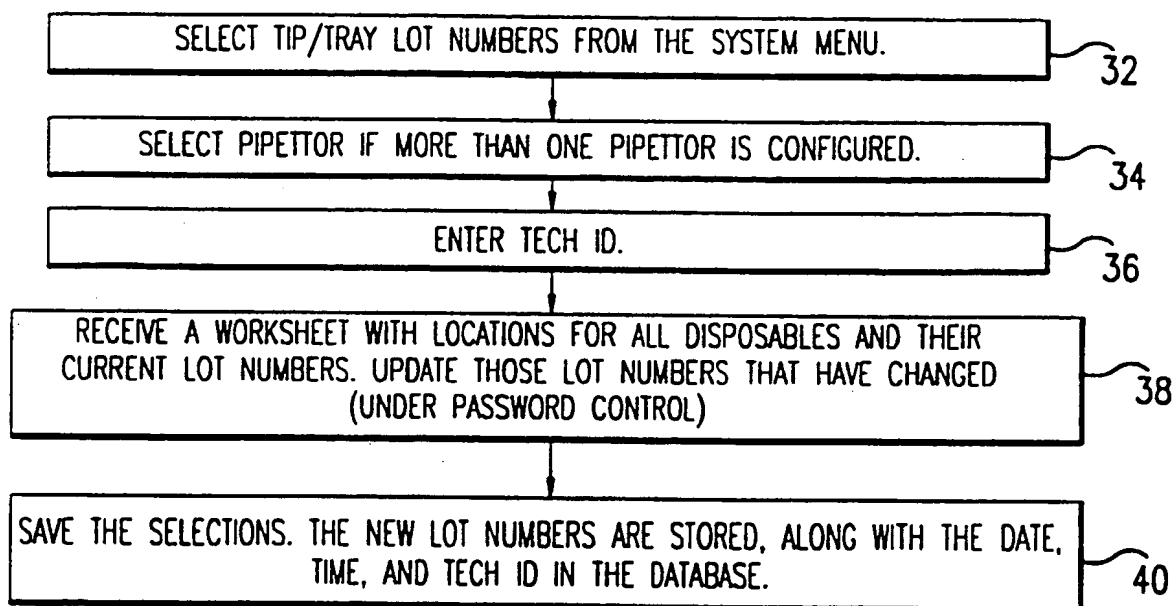 SELECT TIP/TRAY LOT NUMBERS FROM THE SYSTEM MENU.
32
SELECT PIPETTOR IF MORE THAN ONE PIPETTOR IS CONFIGURED.
34
ENTER TECH ID.
36
RECEIVE A WORKSHEET WITH LOCATIONS FOR ALL DISPOSABLES AND THEIR
CURRENT LOT NUMBERS. UPDATE THOSE LOT NUMBERS THAT HAVE CHANGED
(UNDER PASSWORD CONTROL)
38
SAVE THE SELECTIONS. THE NEW LOT NUMBERS ARE STORED, ALONG WITH THE DATE,
TIME, AND TECH ID IN THE DATABASE.
40